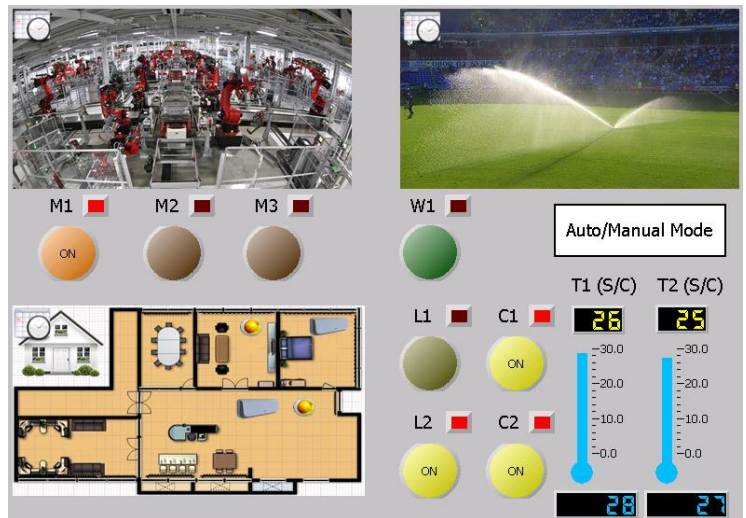 M1
M2
M3
ON
W1
Auto/Manual Mode
T1 (S/C)
T2 (S/C)
L1
C1
26
25
ON
30.0
20.0
10.0
0.0
30.0
20.0
10.0
0.0
L2
C2
ON
ON
28
27